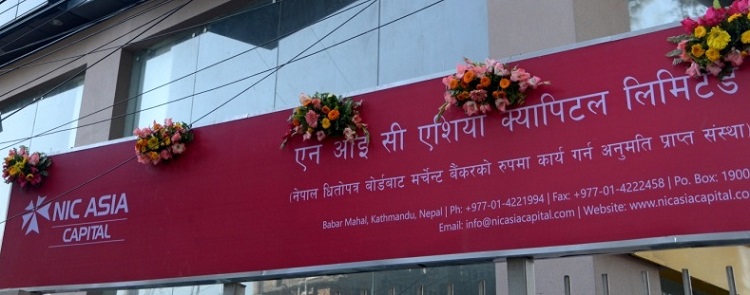 NIC ASIA
CAPITAL
एन आई सी एशिया क्यापिटल लिमिटेड
(नेपाल धितोपत्र बोर्डबाट मर्चेन्ट बैंकरको रुपमा कार्य गर्न अनुमति प्राप्त संस्था)
Babar Mahal, Kathmandu, Nepal | Ph: +977-01-4221994 | Fax: +977-01-4222458 | Po. Box: 1900
Email: info@nicasiacapital.com | Website: www.nicasiacapital.co